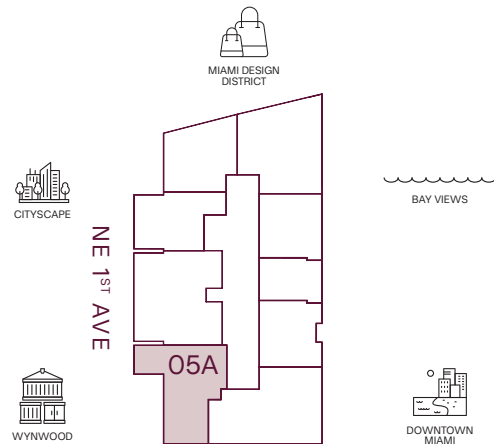 MIAMI DESIGN
DISTRICT
CITYSCAPE
BAY VIEWS
NE 1ST AVE
05A
WYNWOOD
DOWNTOWN
MIAMI